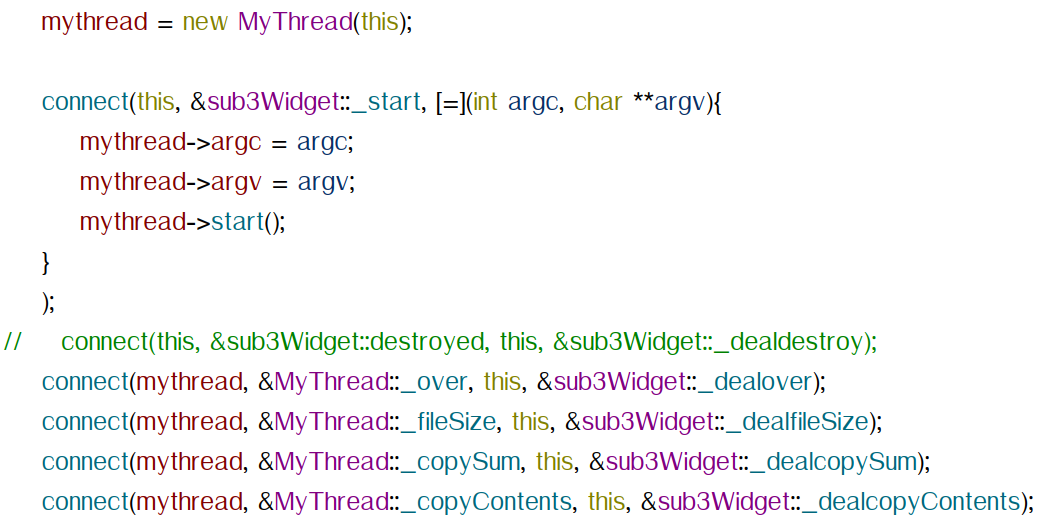 mythread = new MyThread(this);
connect(this, &sub3Widget::_start, [=](int argc, char **argv){
mythread->argc = argc;
mythread->argv = argv;
mythread->start();
}
);
// connect(this, &sub3Widget::destroyed, this, &sub3Widget::_dealdestroy);
connect(mythread, &MyThread::_over, this, &sub3Widget::_dealover);
connect(mythread, &MyThread::_fileSize, this, &sub3Widget::_dealfileSize);
connect(mythread, &MyThread::_copySum, this, &sub3Widget::_dealcopySum);
connect(mythread, &MyThread::_copyContents, this, &sub3Widget::_dealcopyContents);